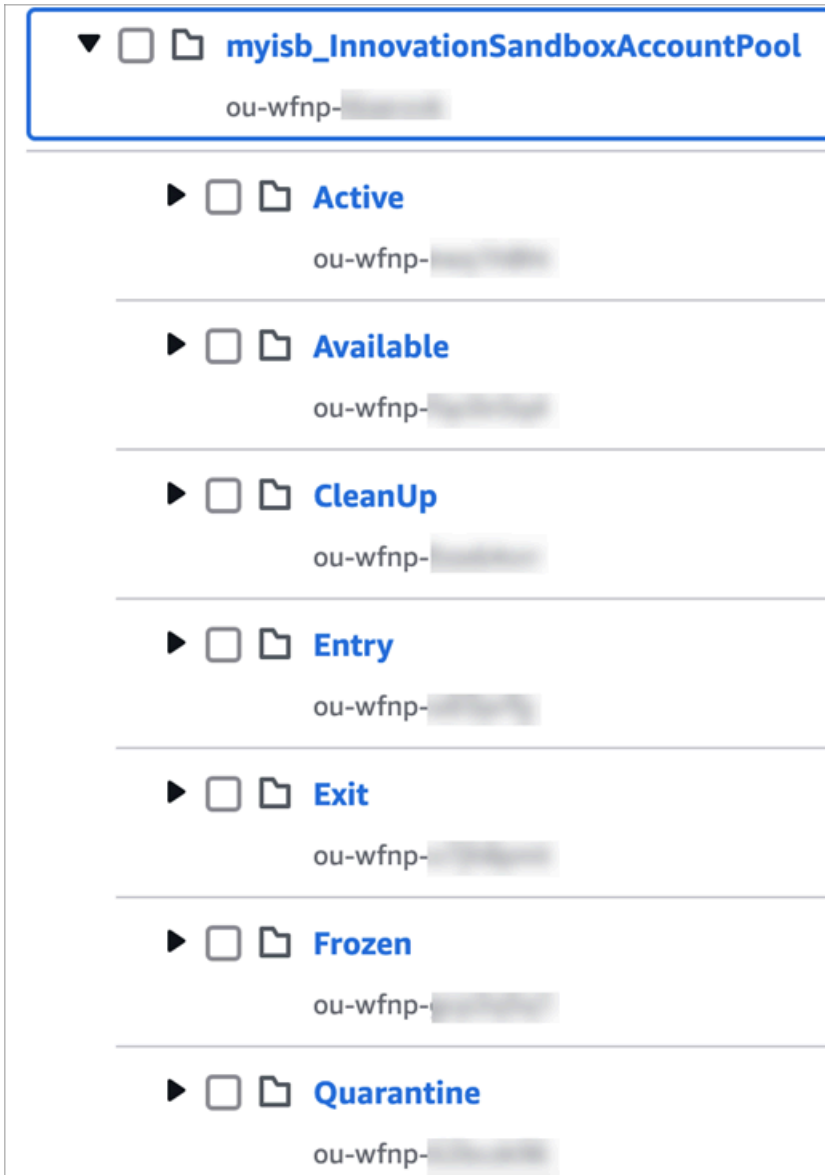 myisb_InnovationSandboxAccountPool
ou-wfnp-
Active
ou-wfnp-
Available
ou-wfnp-
CleanUp
ou-wfnp-
Entry
ou-wfnp-
Exit
ou-wfnp-
Frozen
ou-wfnp-
Quarantine
ou-wfnp-